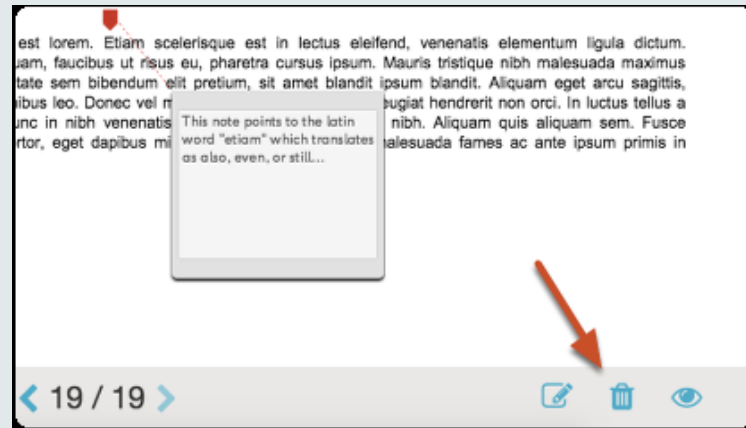 est lorem. Etiam scelerisque est in lectus eleifend, venenatis elementum ligula dictum.
uam, faucibus ut risus eu, pharetra cursus ipsum. Mauris tristique nibh malesuada maximus
tate sem bibendum elit pretium, sit amet blandit ipsum blandit. Aliquam eget arcu sagittis,
ibus leo. Donec vel eugiat hendrerit non orci. In luctus tellus a
unc in nibh venenatis nibh. Aliquam quis aliquam sem. Fusce
rtor, eget dapibus mi alesuada fames ac ante ipsum primis in
This note points to the latin
word "etiam" which translates
as also, even, or still...
19 / 19